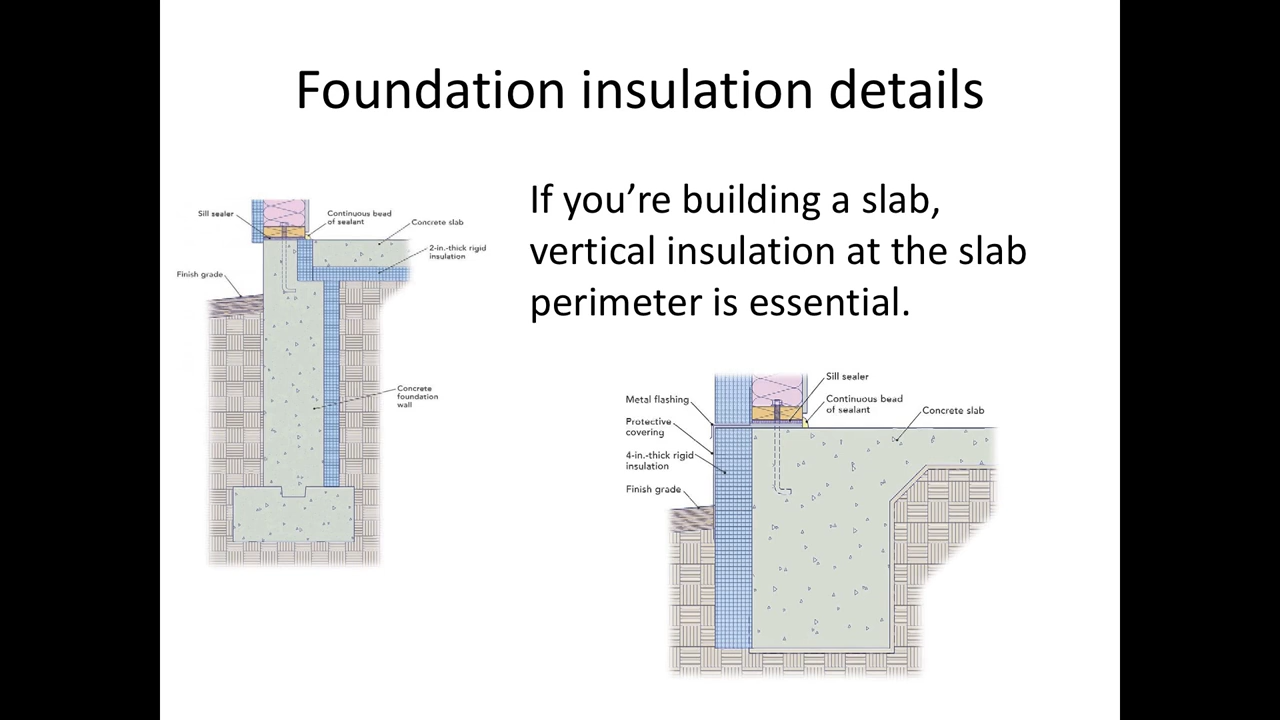 Foundation insulation details
If you’re building a slab,
vertical insulation at the slab
perimeter is essential.
Sill sealer
Continuous bead
of sealant
Concrete slab
2-in.-thick rigid
insulation
Finish grade
Concrete
foundation
wall
Sill sealer
Metal flashing
Continuous bead
of sealant
Concrete slab
Protective
covering
4-in.-thick rigid
insulation
Finish grade